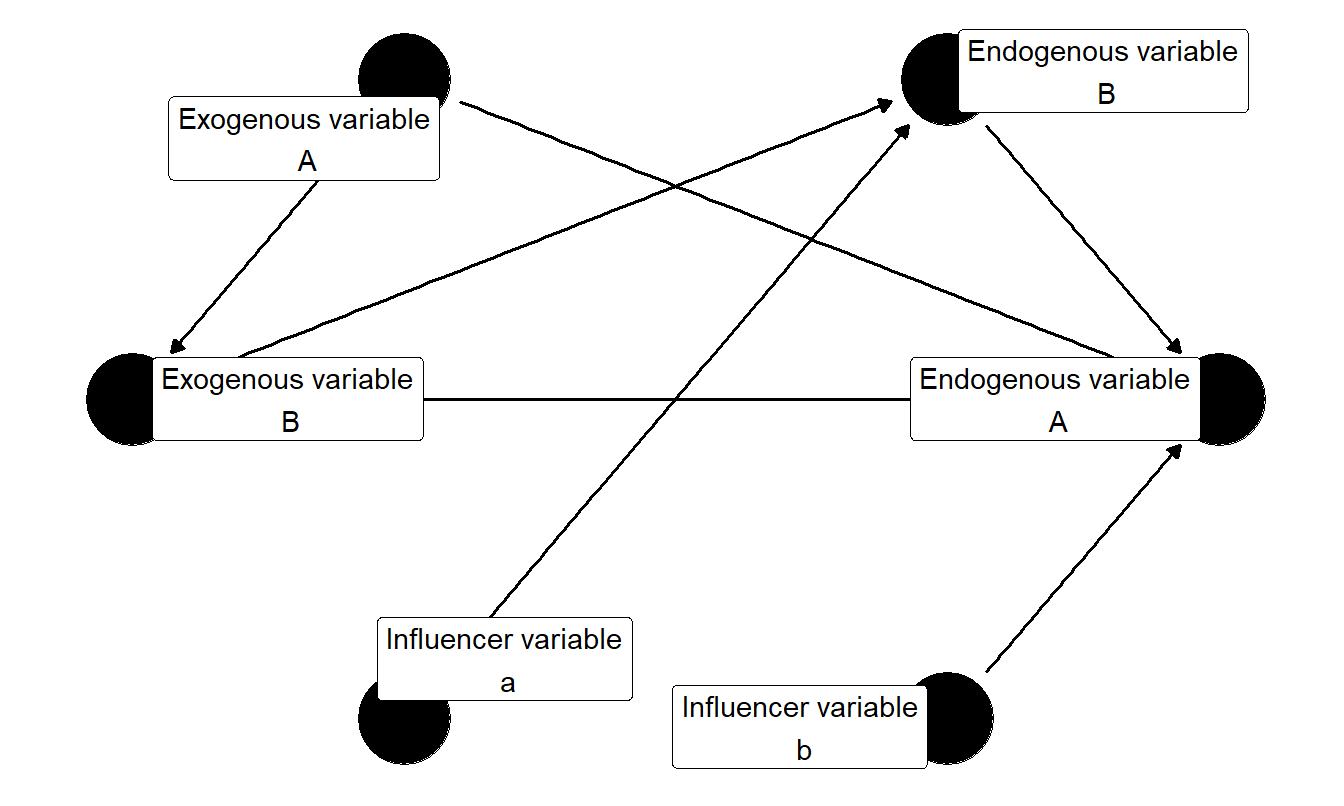 Endogenous variable
B
Exogenous variable
A
Exogenous variable
B
Endogenous variable
A
Influencer variable
a
Influencer variable
b